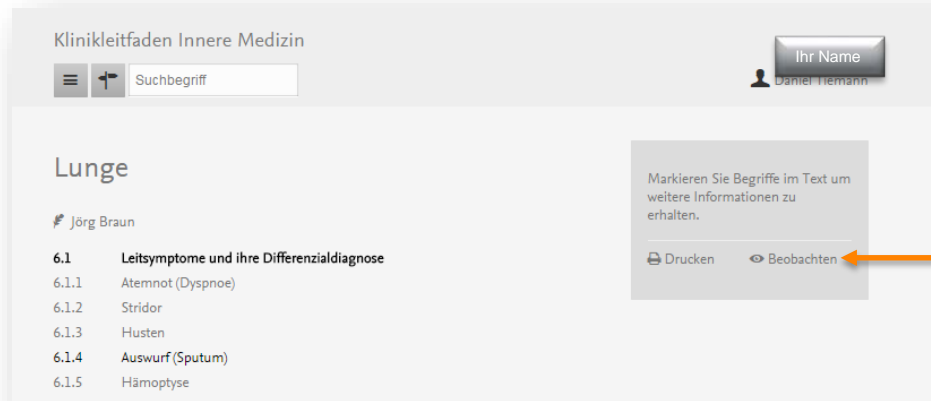 Klinikleitfaden Innere Medizin
Ihr Name
Suchbegriff
Daniel Tiemann
Lunge
Jörg Braun
6.1 Leitsymptome und ihre Differenzialdiagnose
6.1.1 Atemnot (Dyspnoe)
6.1.2 Stridor
6.1.3 Husten
6.1.4 Auswurf (Sputum)
6.1.5 Hämoptyse
Markieren Sie Begriffe im Text um
weitere Informationen zu
erhalten.
Drucken Beobachten